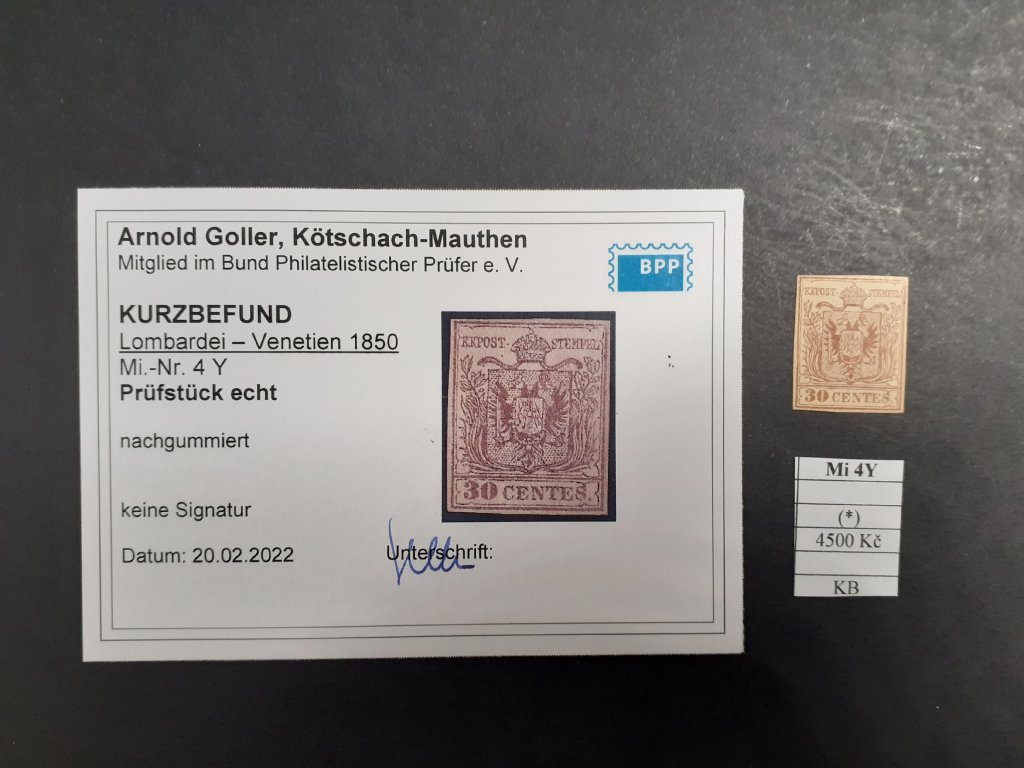 Arnold Goller, Kötschach-Mauthen
Mitglied im Bund Philatelistischer Prüfer e. V.
BPP
KURZBEFUND
Lombardei – Venetien 1850
Mi.-Nr. 4 Y
Prüfstück echt
nachgummiert
keine Signatur
Datum: 20.02.2022
Unterschrift:
KKPOST-STEMPEL
30 CENTES.
KKPOST-STEMPEL
30 CENTES.
Mi 4Y
(*)
4500 Kč
KB